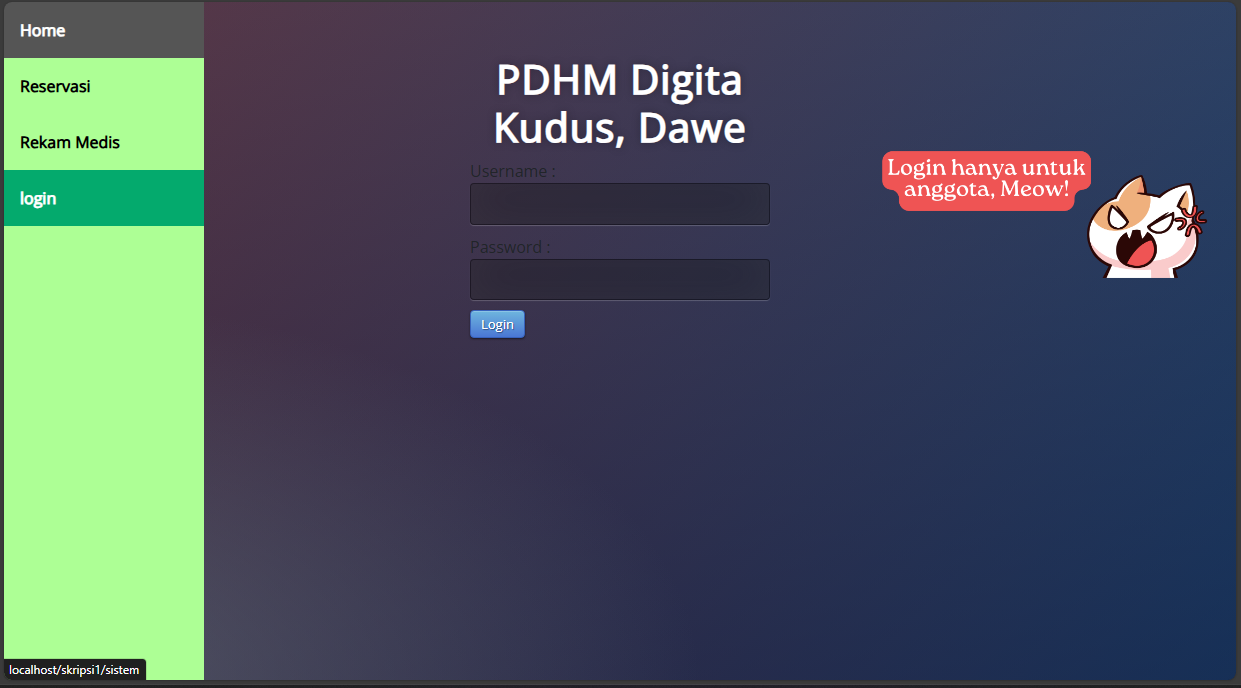 Home
Reservasi
Rekam Medis
login
PDHM Digita
Kudus, Dawe
Username :
Password :
Login
Login hanya untuk
anggota, Meow!
localhost/skripsi1/sistem